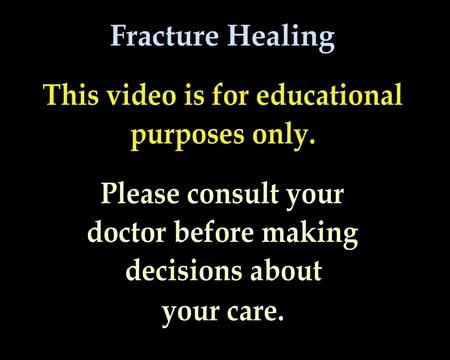 Fracture Healing
This video is for educational
purposes only.
Please consult your
doctor before making
decisions about
your care.